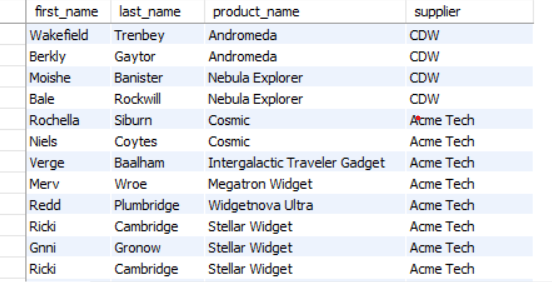 first_name last_name product_name supplier
Wakefield Trenbey Andromeda CDW
Berkly Gaytor Andromeda CDW
Moishe Banister Nebula Explorer CDW
Bale Rockwill Nebula Explorer CDW
Rochella Siburn Cosmic Acme Tech
Niels Coytes Cosmic Acme Tech
Verge Baalham Intergalactic Traveler Gadget Acme Tech
Merv Wroe Megatron Widget Acme Tech
Redd Plumbridge Widgetnova Ultra Acme Tech
Ricki Cambridge Stellar Widget Acme Tech
Gnni Gronow Stellar Widget Acme Tech
Ricki Cambridge Stellar Widget Acme Tech